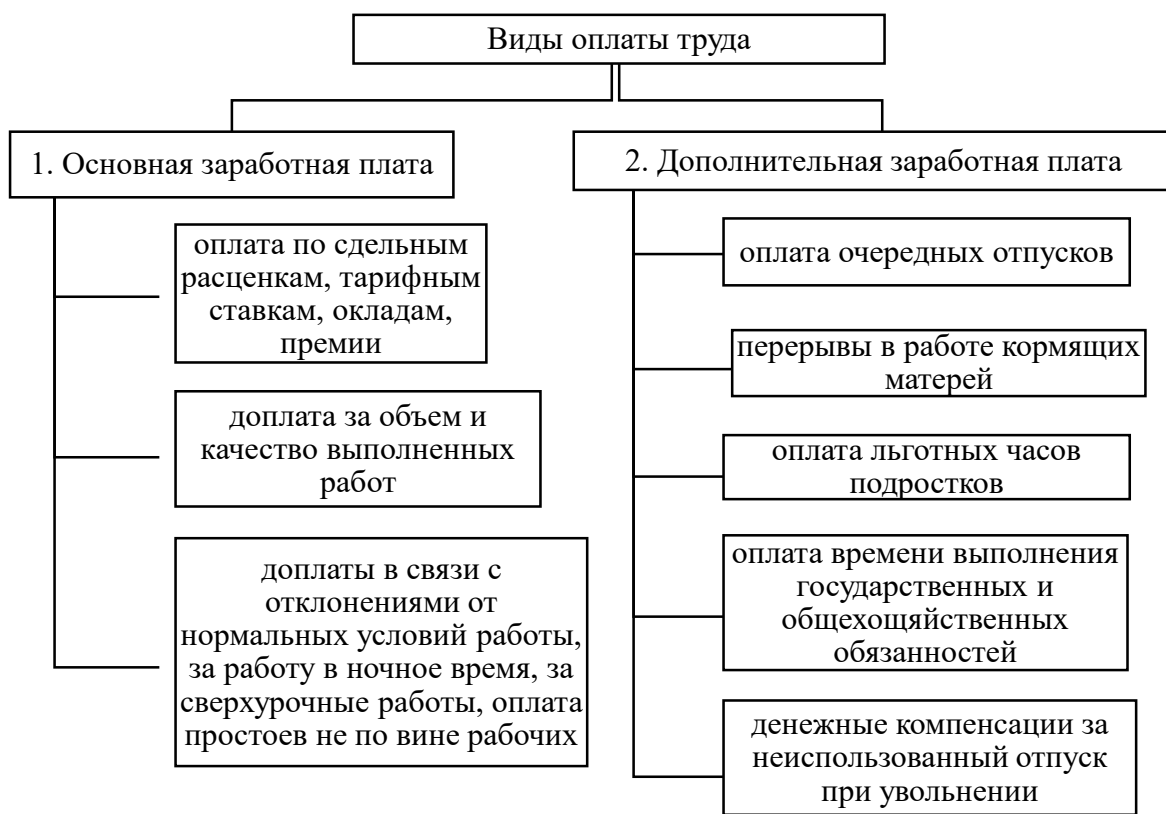 Виды оплаты труда
1. Основная заработная плата
оплата по сдельным
расценкам, тарифным
ставкам, окладам,
премии
доплата за объем и
качество выполненных
работ
доплаты в связи с
отклонениями от
нормальных условий работы,
за работу в ночное время, за
сверхурочные работы, оплата
простоев не по вине рабочих
2. Дополнительная заработная плата
оплата очередных отпусков
перерывы в работе кормящих
матерей
оплата льготных часов
подростков
оплата времени выполнения
государственных и
общехощяйственных
обязанностей
денежные компенсации за
неиспользованный отпуск
при увольнении